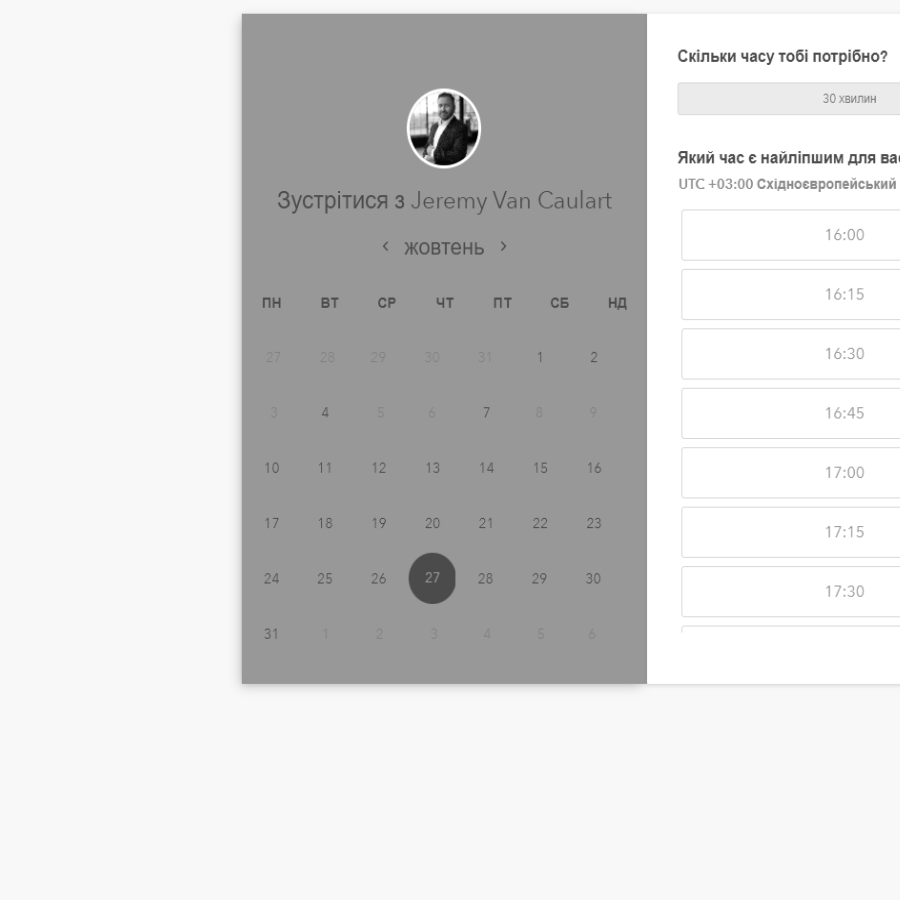 Зустрітися з Jeremy Van Caulart
‹ жовтень ›
ПН ВТ СР ЧТ ПТ СБ НД
27 28 29 30 31 1 2
3 4 5 6 7 8 9
10 11 12 13 14 15 16
17 18 19 20 21 22 23
24 25 26 27 28 29 30
31 1 2 3 4 5 6
Скільки часу тобі потрібно?
30 хвилин
Який час є найліпшим для
UTC +03:00 Східноєвропейський
16:00
16:15
16:30
16:45
17:00
17:15
17:30